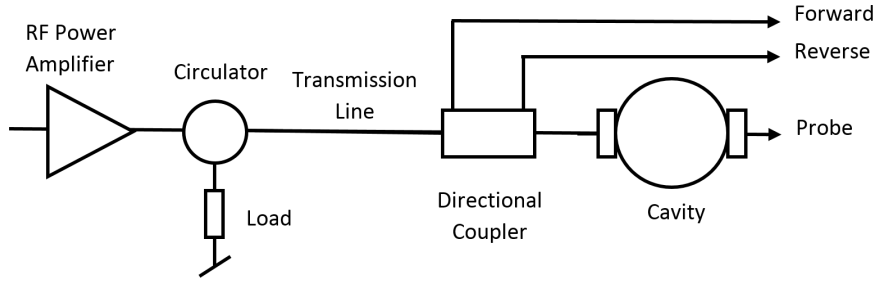 RF Power
Amplifier
Circulator
Transmission
Line
Forward
Reverse
Probe
Directional
Coupler
Cavity
Load